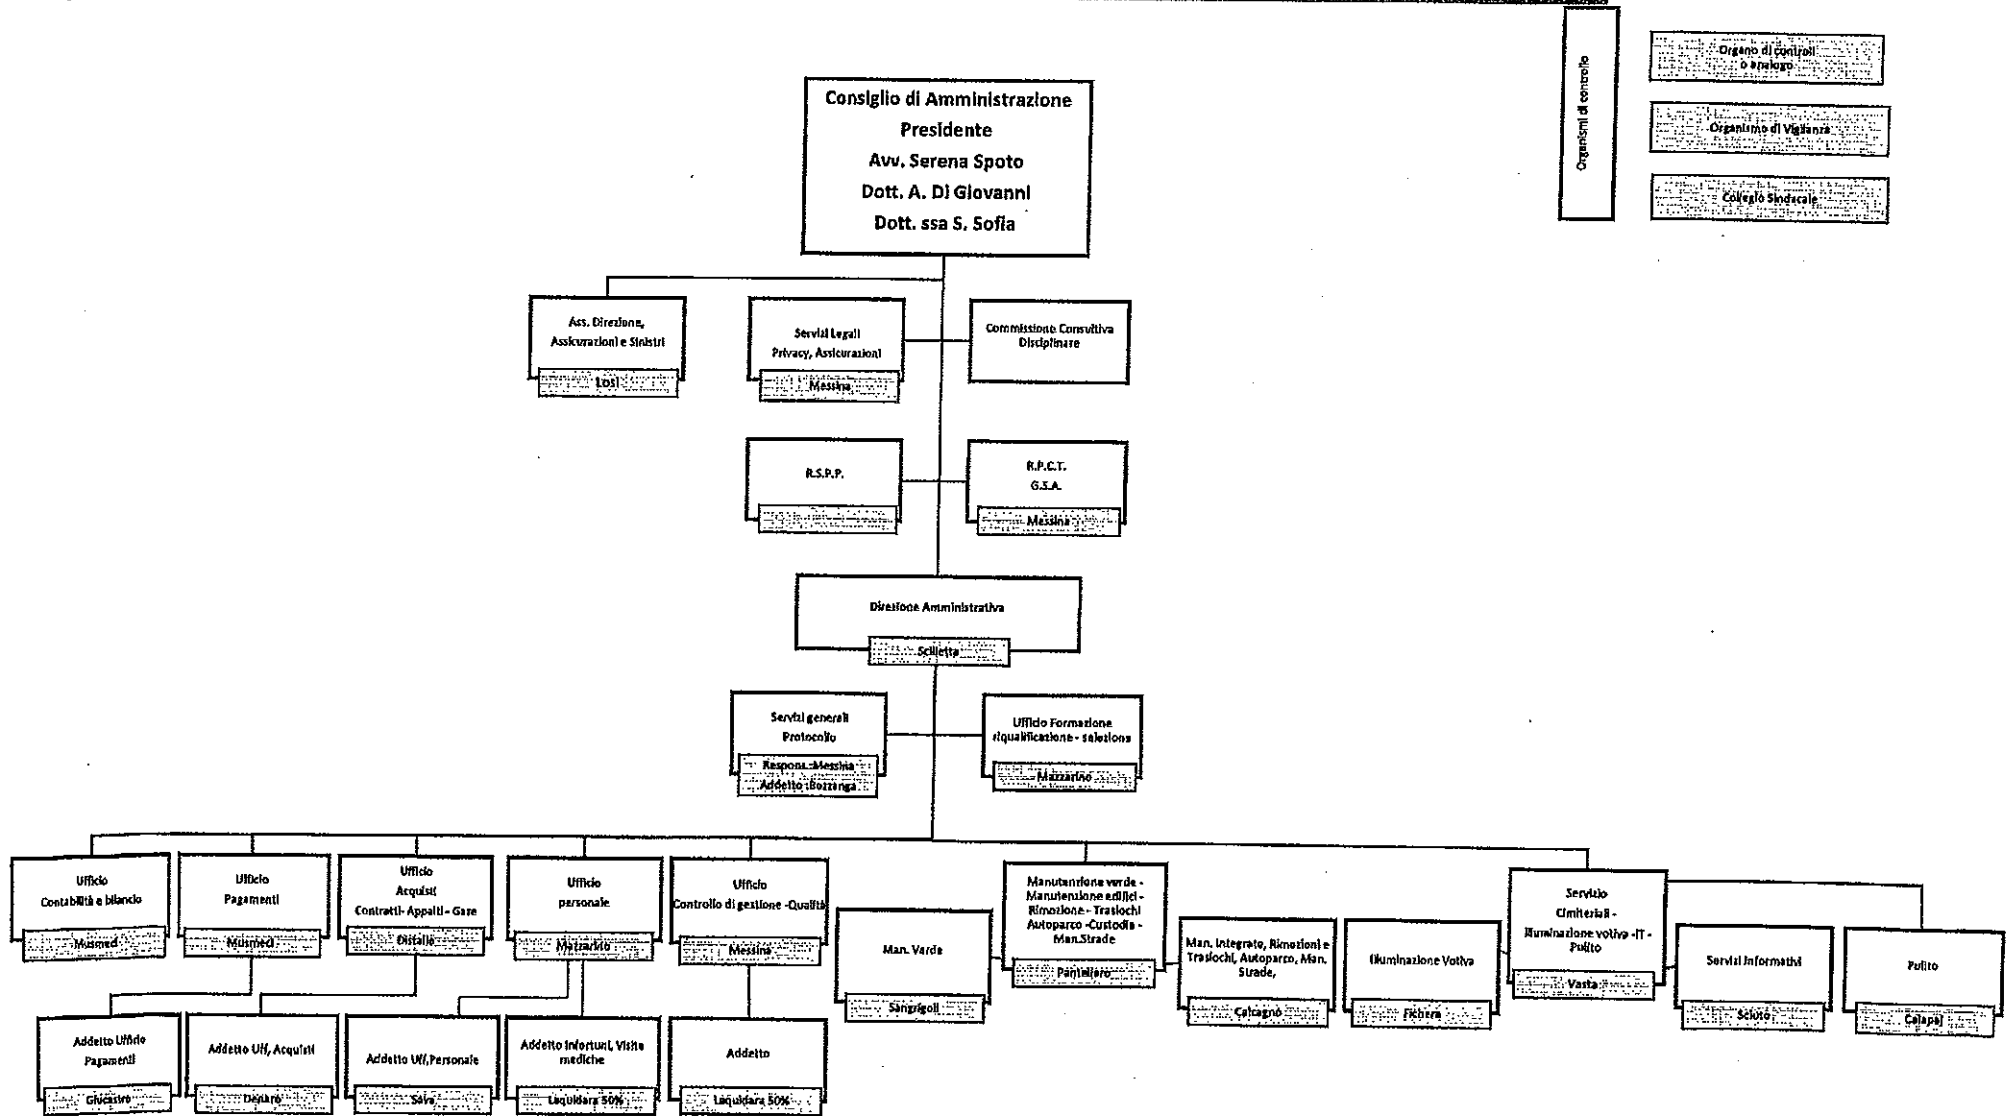 Organismi di controllo
Organo di controll
o analogo
Organismo di Vigilanza
Collegio Sindacale
Consiglio di Amministrazione
Presidente
Avv. Serena Spoto
Dott. A. Di Giovanni
Dott. ssa S. Sofia
Ass. Direzione,
Assicurazioni e Sinistri
Losi
Servizi Legali
Privacy, Assicurazioni
Messina
Commissione Consultiva
Disciplinare
R.S.P.P.
R.P.C.T.
G.S.A.
Messina
Direzione Amministrativa
Scilletta
Servizi generali
Protocollo
Respons.:Messina
Addetto :Bozzanga
Ufficio Formazione
riqualificazione - selezione
Mazzarino
Ufficio
Contabilità e bilancio
Musmeci
Ufficio
Pagamenti
Musmeci
Ufficio
Acquisti
Contratti- Appalti - Gare
Distallo
Ufficio
personale
Mazzarino
Ufficio
Controllo di gestione -Qualità
Messina
Man. Verde
Sangrigoli
Manutenzione verde -
Manutenzione edifici -
Rimozione - Traslochi
Autoparco -Custodia -
Man.Strade
Pantellaro
Man. Integrate, Rimozioni e
Traslochi, Autoparco, Man.
Strade,
Calcagno
Illuminazione Votiva
Fichera
Servizio
Cimiteriali -
Illuminazione votiva -IT -
Pulito
Vasta
Servizi Informativi
Sciuto
Pulito
Calapaj
Addetto Ufficio
Pagamenti
Giucastro
Addetto Uff, Acquisti
Denaro
Addetto Uff,Personale
Salva
Addetto Infortuni, Visite
mediche
Laquidara 50%
Addetto
Laquidara 50%